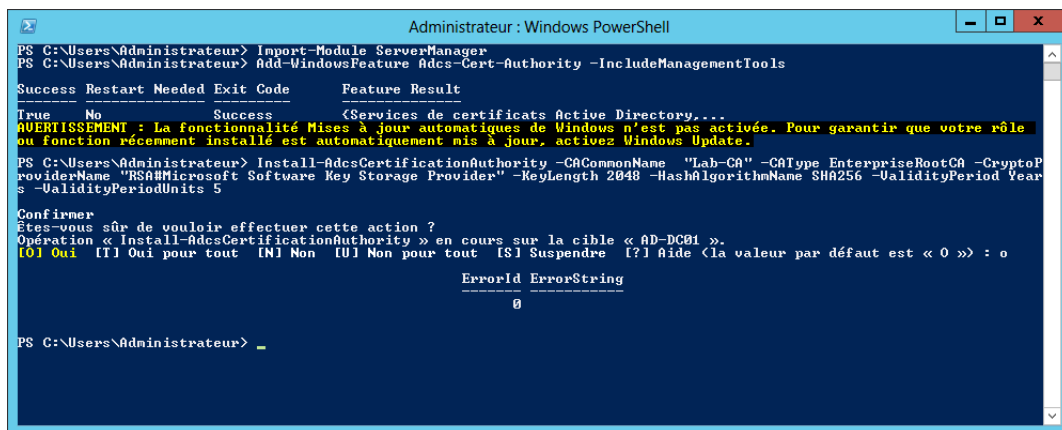 Administrateur : Windows PowerShell
PS C:\Users\Administrateur> Import-Module ServerManager
PS C:\Users\Administrateur> Add-WindowsFeature Adcs-Cert-Authority -IncludeManagementTools
Success Restart Needed Exit Code      Feature Result
------- -------------- ---------      --------------
True    No             Success        {Services de certificats Active Directory,...
AVERTISSEMENT : La fonctionnalité Mises à jour automatiques de Windows n'est pas activée. Pour garantir que votre rôle
ou fonction récemment installé est automatiquement mis à jour, activez Windows Update.
PS C:\Users\Administrateur> Install-AdcsCertificationAuthority -CACommonName  "Lab-CA" -CAType EnterpriseRootCA -CryptoP
roviderName "RSA#Microsoft Software Key Storage Provider" -KeyLength 2048 -HashAlgorithmName SHA256 -ValidityPeriod Year
s -ValidityPeriodUnits 5
Confirmer
Êtes-vous sûr de vouloir effectuer cette action ?
Opération « Install-AdcsCertificationAuthority » en cours sur la cible « AD-DC01 ».
[O] Oui  [T] Oui pour tout  [N] Non  [U] Non pour tout  [S] Suspendre  [?] Aide (la valeur par défaut est « O ») : o
ErrorId ErrorString
------- -----------
0
PS C:\Users\Administrateur> _